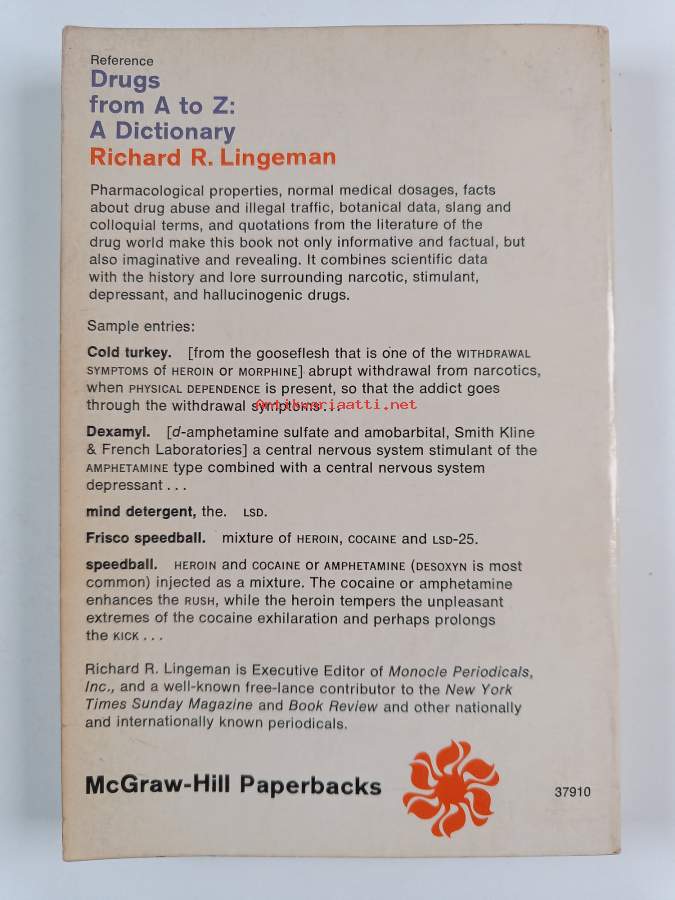 Reference
Drugs
from A to Z:
A Dictionary
Richard R. Lingeman
Pharmacological properties, normal medical dosages, facts
about drug abuse and illegal traffic, botanical data, slang and
colloquial terms, and quotations from the literature of the
drug world make this book not only informative and factual, but
also imaginative and revealing. It combines scientific data
with the history and lore surrounding narcotic, stimulant,
depressant, and hallucinogenic drugs.
Sample entries:
Cold turkey. [from the gooseflesh that is one of the WITHDRAWAL
SYMPTOMS of HEROIN or MORPHINE] abrupt withdrawal from narcotics,
when PHYSICAL DEPENDENCE is present, so that the addict goes
through the withdrawal symptoms...
Antikvariaatti.net
Dexamyl. [d-amphetamine sulfate and amobarbital, Smith Kline
& French Laboratories] a central nervous system stimulant of the
AMPHETAMINE type combined with a central nervous system
depressant...
mind detergent, the. LSD.
Frisco speedball. mixture of HEROIN, COCAINE and LSD-25.
speedball. HEROIN and COCAINE or AMPHETAMINE (DESOXYN is most
common) injected as a mixture. The cocaine or amphetamine
enhances the RUSH, while the heroin tempers the unpleasant
extremes of the cocaine exhilaration and perhaps prolongs
the KICK...
Richard R. Lingeman is Executive Editor of Monocle Periodicals,
Inc., and a well-known free-lance contributor to the New York
Times Sunday Magazine and Book Review and other nationally
and internationally known periodicals.
McGraw-Hill Paperbacks
37910